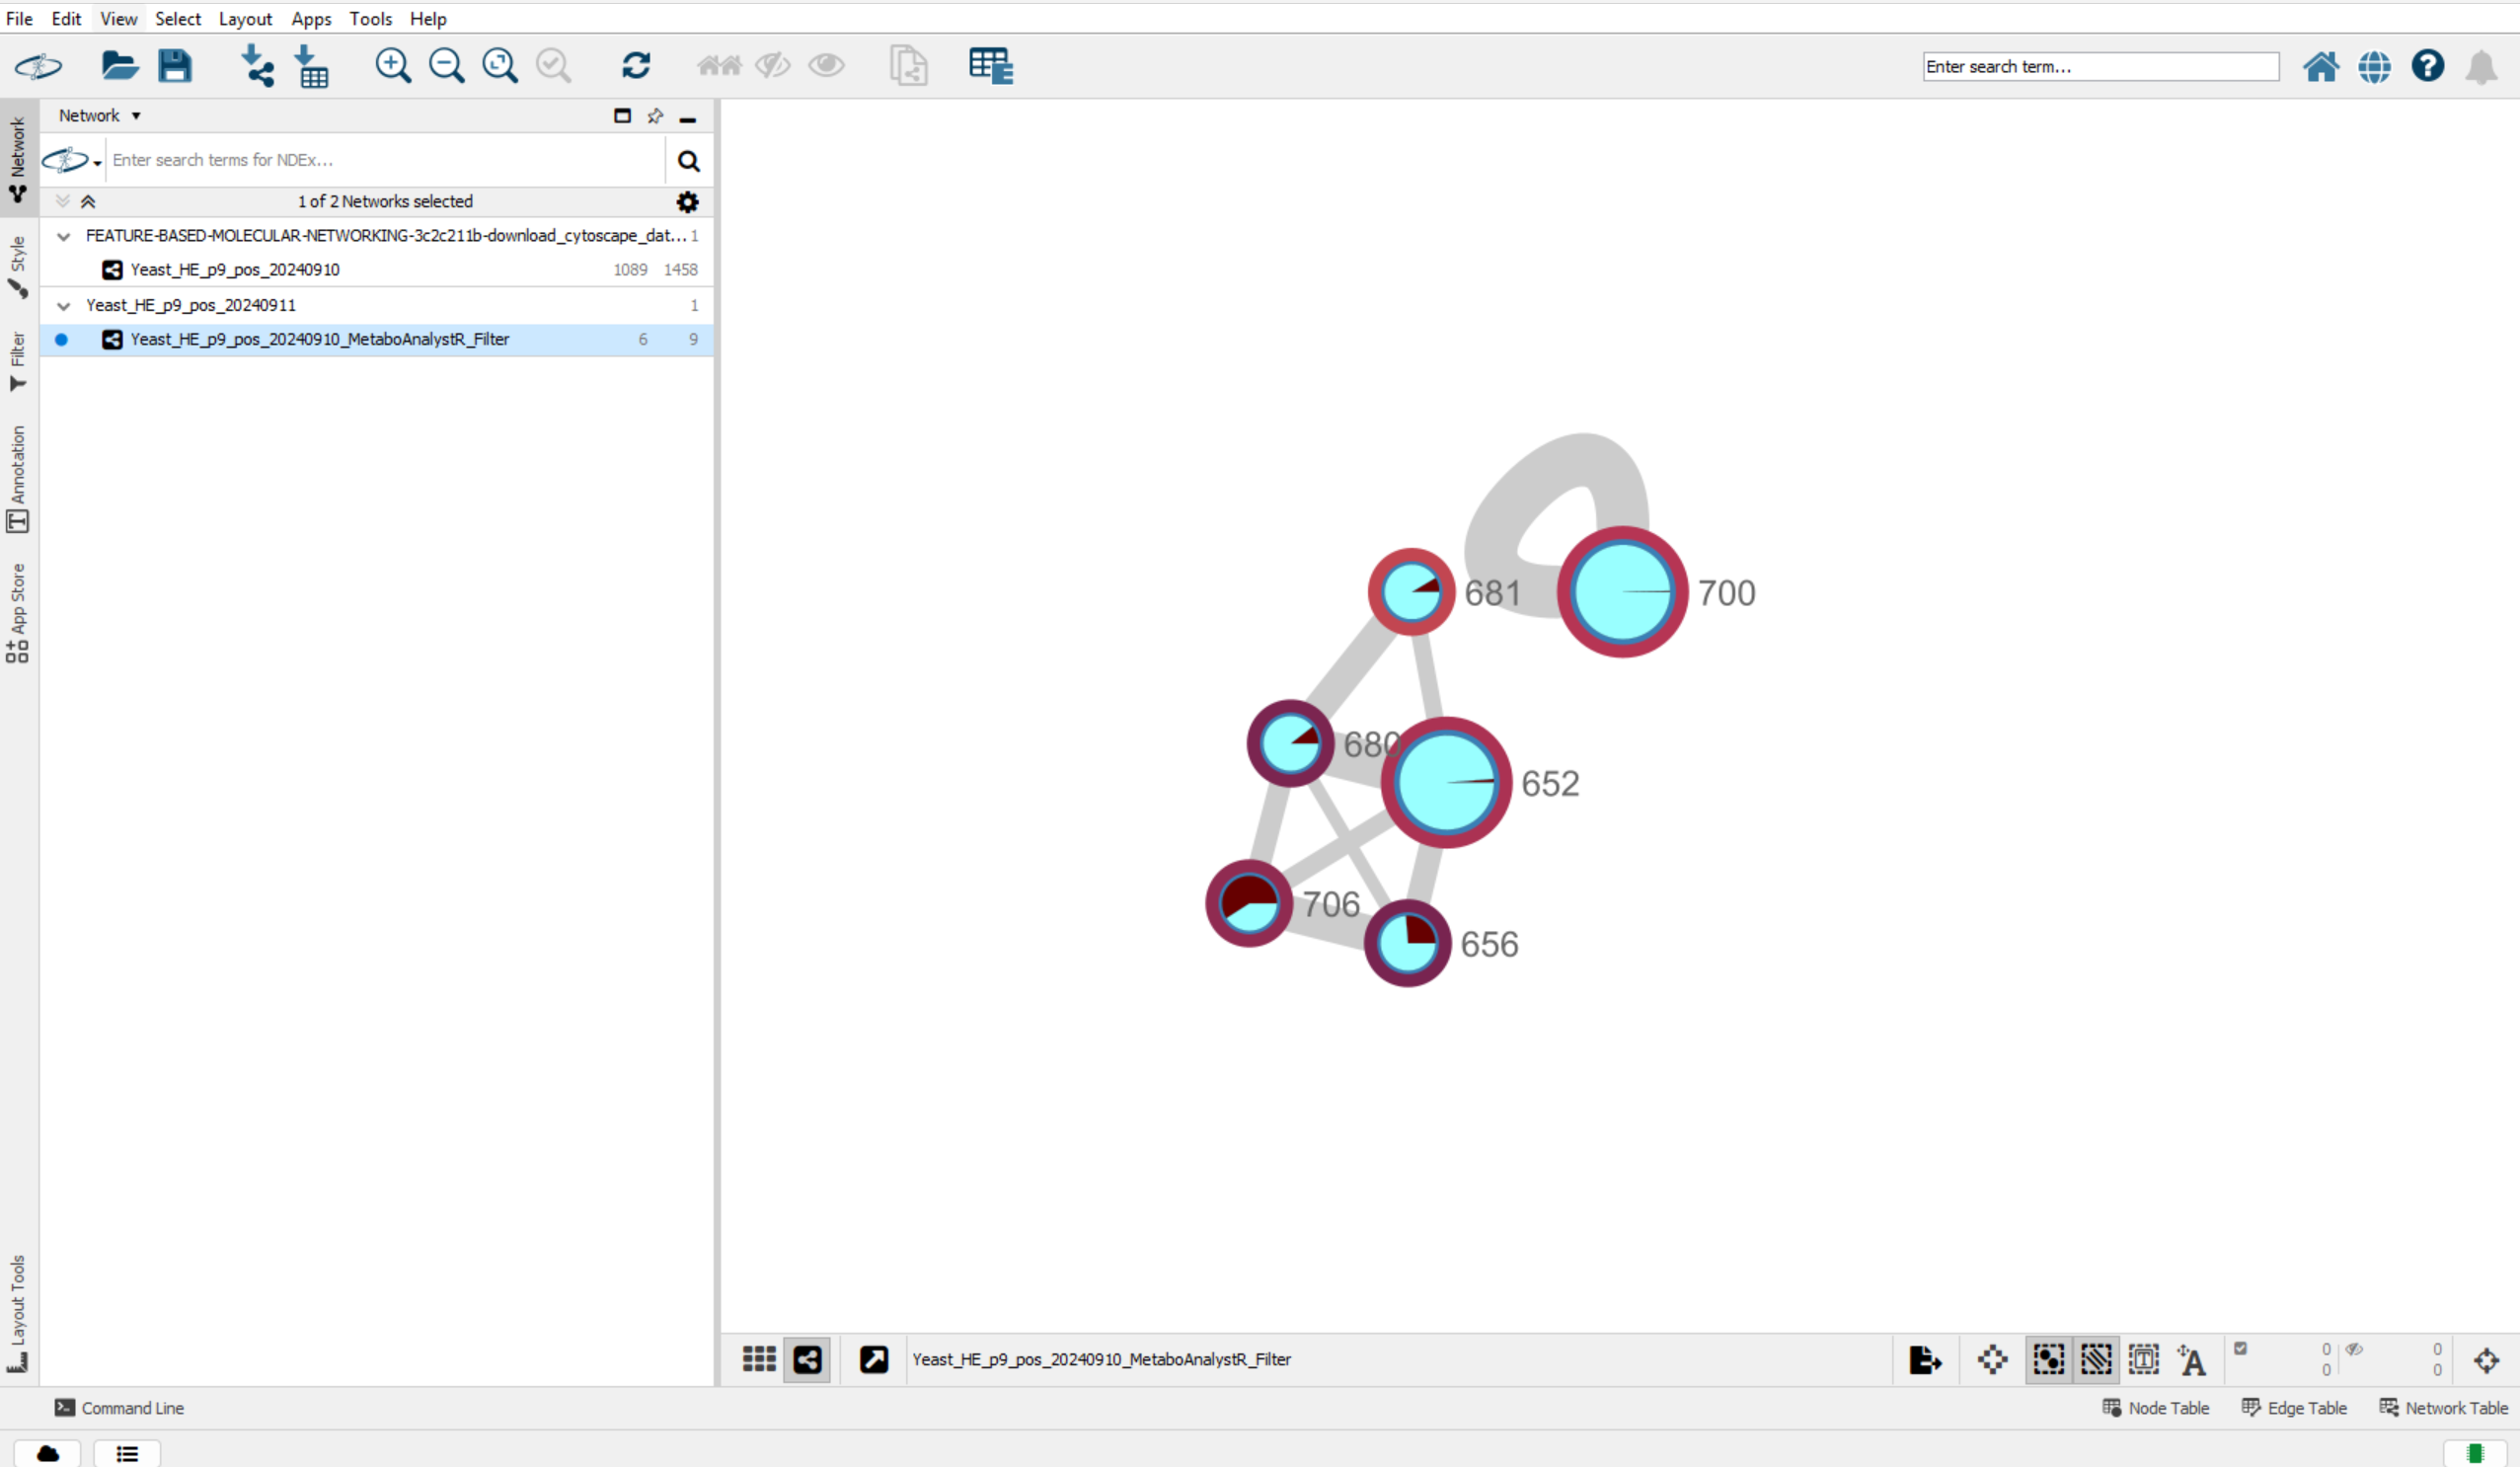 File Edit View Select Layout Apps Tools Help
Enter search term...
Network
Style
Filter
Annotation
App Store
Layout Tools
Network
Enter search terms for NDEx...
1 of 2 Networks selected
FEATURE-BASED-MOLECULAR-NETWORKING-3c2c211b-download_cytoscape_dat... 1
Yeast_HE_p9_pos_20240910 1089 1458
Yeast_HE_p9_pos_20240911 1
Yeast_HE_p9_pos_20240910_MetaboAnalystR_Filter 6 9
681
700
680
652
706
656
Yeast_HE_p9_pos_20240910_MetaboAnalystR_Filter
0 0
0 0
Command Line
Node Table Edge Table Network Table